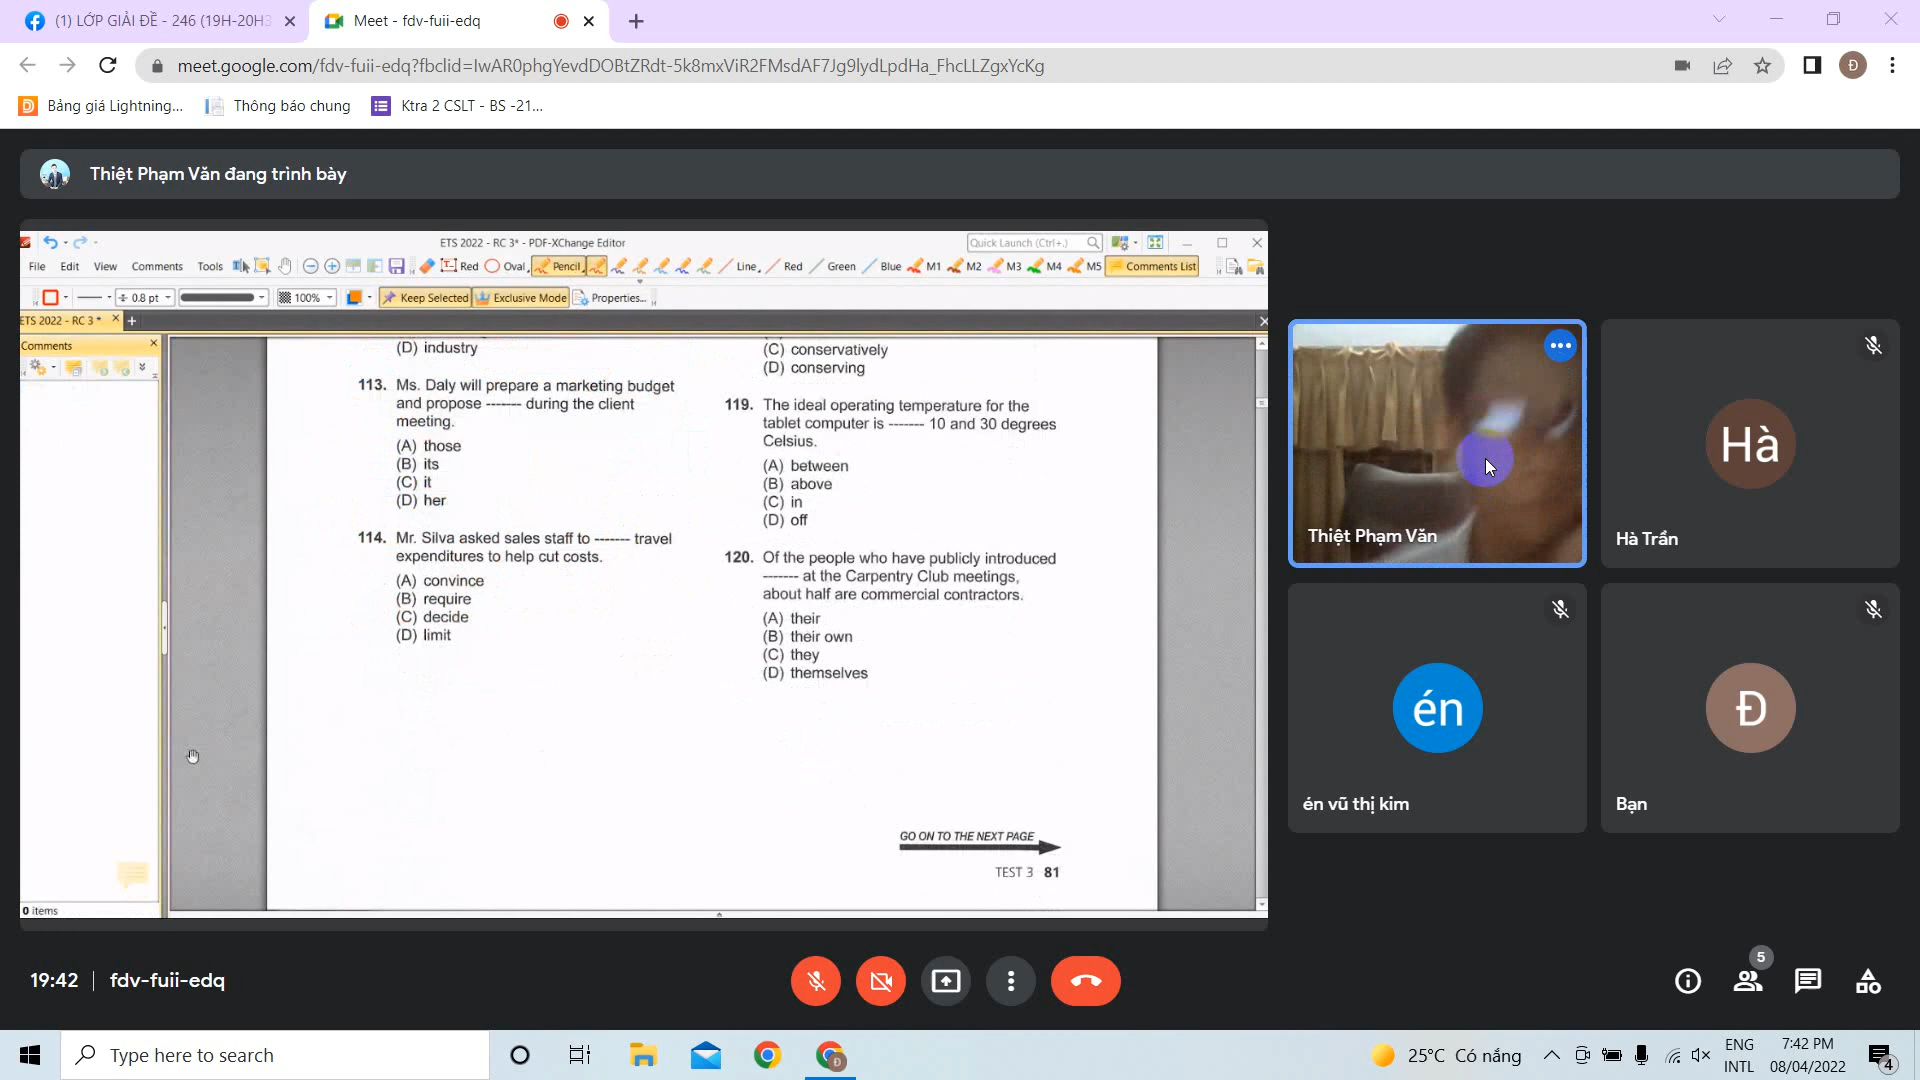 (1) LỚP GIẢI ĐỀ - 246 (19H-20H3
Meet - fdv-fuii-edq
meet.google.com/fdv-fuii-edq?fbclid=IwAR0phgYevdDOBtZRdt-5k8mxViR2FMsdAF7Jg9lydLpdHa_FhcLLZgxYcKg
Đ
Bảng giá Lightning...
Thông báo chung
Ktra 2 CSLT - BS -21...
Thiệt Phạm Văn đang trình bày
ETS 2022 - RC 3* - PDF-XChange Editor
Quick Launch (Ctrl+.)
File Edit View Comments Tools
Red Oval Pencil Line Red Green Blue M1 M2 M3 M4 M5 Comments List
0.8 pt 100% Keep Selected Exclusive Mode Properties...
ETS 2022 - RC 3 *
Comments
(D) industry
113. Ms. Daly will prepare a marketing budget
and propose ------- during the client
meeting.
(A) those
(B) its
(C) it
(D) her
114. Mr. Silva asked sales staff to ------- travel
expenditures to help cut costs.
(A) convince
(B) require
(C) decide
(D) limit
(C) conservatively
(D) conserving
119. The ideal operating temperature for the
tablet computer is ------- 10 and 30 degrees
Celsius.
(A) between
(B) above
(C) in
(D) off
120. Of the people who have publicly introduced
------- at the Carpentry Club meetings,
about half are commercial contractors.
(A) their
(B) their own
(C) they
(D) themselves
GO ON TO THE NEXT PAGE
TEST 3 81
0 items
Thiệt Phạm Văn
Hà
Hà Trần
én
én vũ thị kim
Đ
Bạn
19:42 | fdv-fuii-edq
5
Type here to search
25°C Có nắng
ENG
INTL
7:42 PM
08/04/2022
4